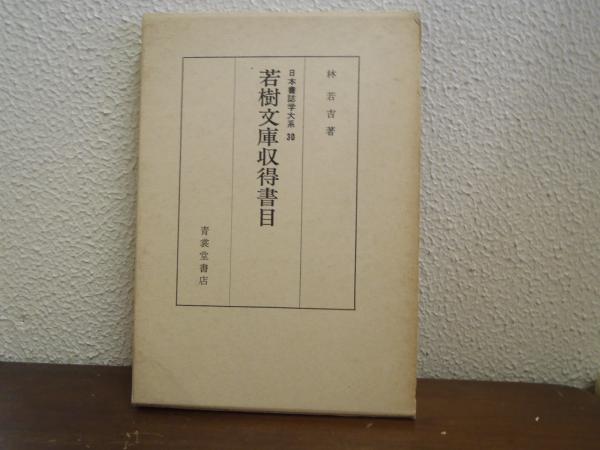 林若吉著
日本書誌学大系 30
若樹文庫収得書目
青裳堂書店